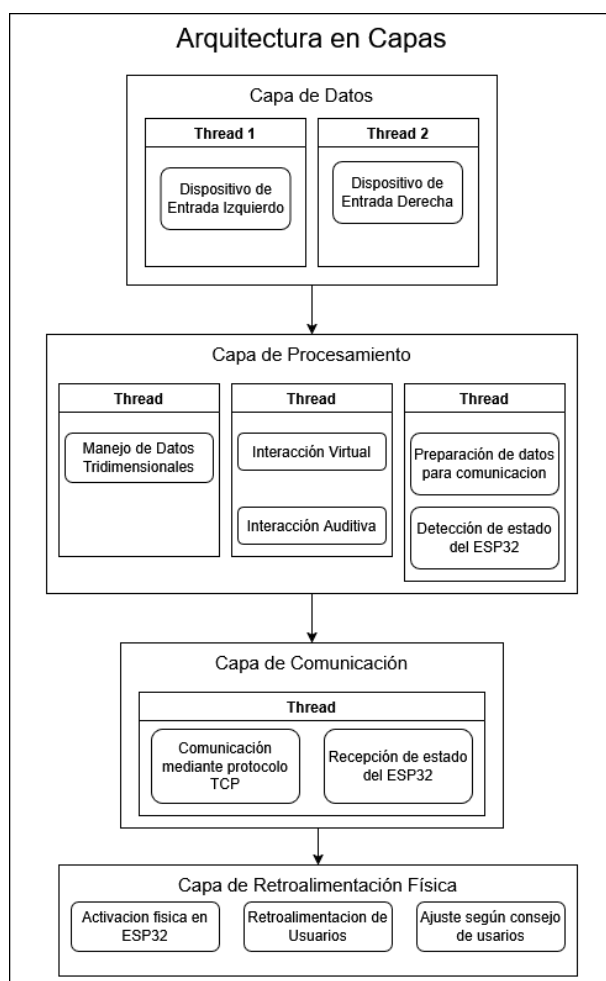 Arquitectura en Capas
Capa de Datos
Thread 1
Thread 2
Dispositivo de
Entrada Izquierdo
Dispositivo de
Entrada Derecha
Capa de Procesamiento
Thread
Thread
Thread
Manejo de Datos
Tridimensionales
Interacción Virtual
Interacción Auditiva
Preparación de datos
para comunicacion
Detección de estado
del ESP32
Capa de Comunicación
Thread
Comunicación
mediante protocolo
TCP
Recepción de estado
del ESP32
Capa de Retroalimentación Física
Activacion fisica en
ESP32
Retroalimentacion de
Usuarios
Ajuste según consejo
de usarios